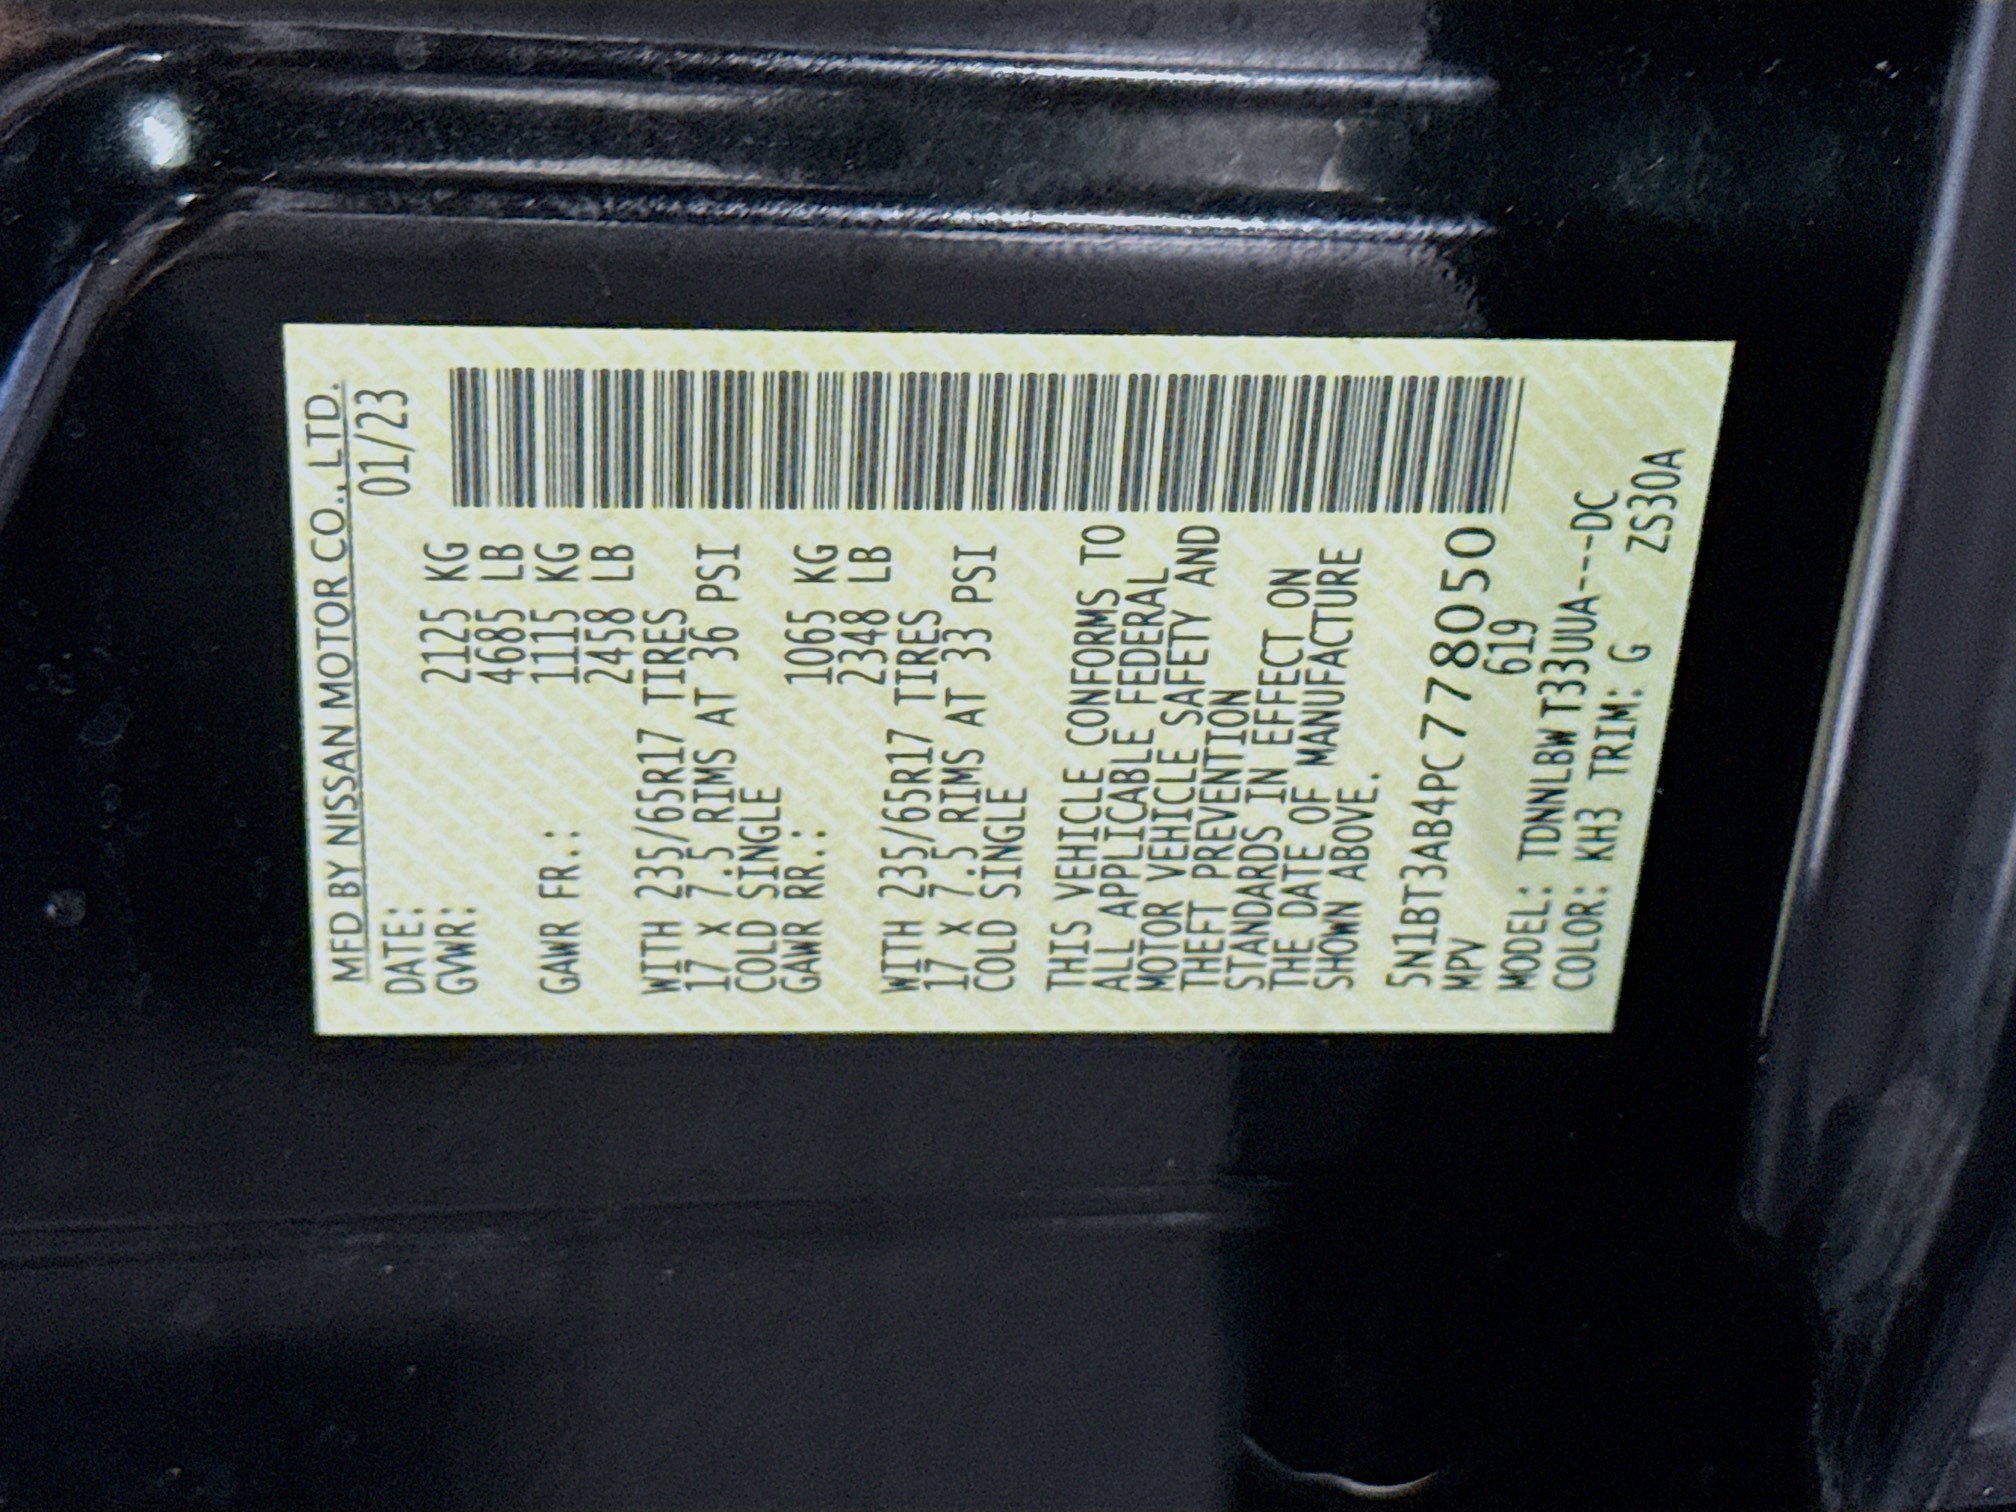 MFD BY NISSAN MOTOR CO., LTD.
DATE: 01/23
GVWR: 2125 KG
4685 LB
GAWR FR.: 1115 KG
2458 LB
WITH 235/65R17 TIRES
17 X 7.5 RIMS AT 36 PSI
COLD SINGLE
GAWR RR.: 1065 KG
2348 LB
WITH 235/65R17 TIRES
17 X 7.5 RIMS AT 33 PSI
COLD SINGLE
THIS VEHICLE CONFORMS TO
ALL APPLICABLE FEDERAL
MOTOR VEHICLE SAFETY AND
THEFT PREVENTION
STANDARDS IN EFFECT ON
THE DATE OF MANUFACTURE
SHOWN ABOVE.
5N1BT3AB4PC778050
MPV 619
MODEL: TDNNLBW T33UUA---DC
COLOR: KH3 TRIM: G ZS30A